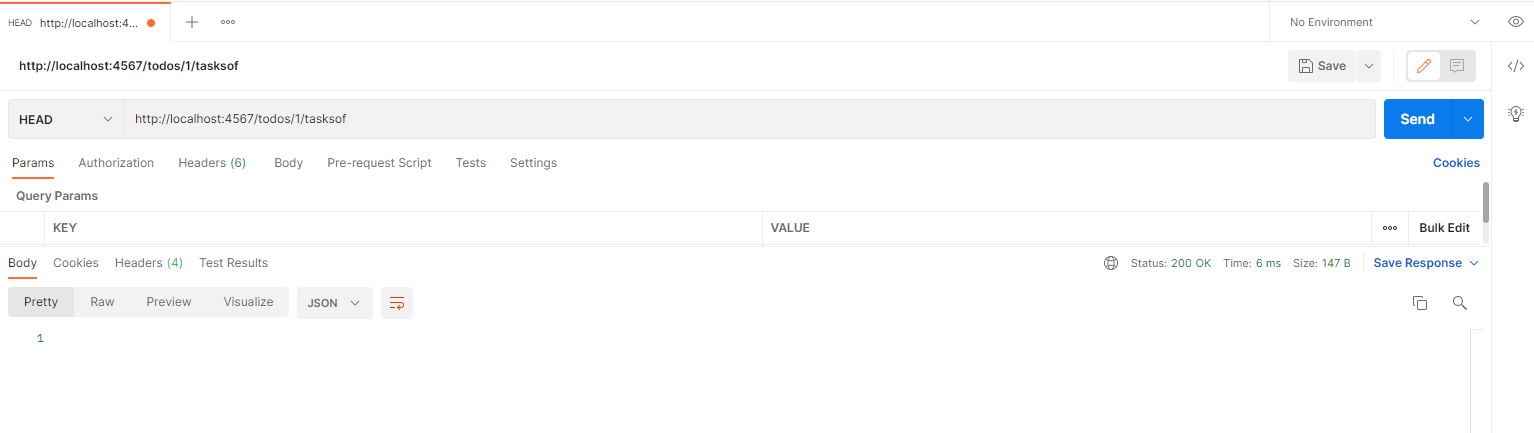 HEAD http://localhost:4... No Environment
http://localhost:4567/todos/1/tasksof Save
HEAD http://localhost:4567/todos/1/tasksof Send
Params Authorization Headers (6) Body Pre-request Script Tests Settings Cookies
Query Params
KEY VALUE Bulk Edit
Body Cookies Headers (4) Test Results Status: 200 OK Time: 6 ms Size: 147 B Save Response
Pretty Raw Preview Visualize JSON
1